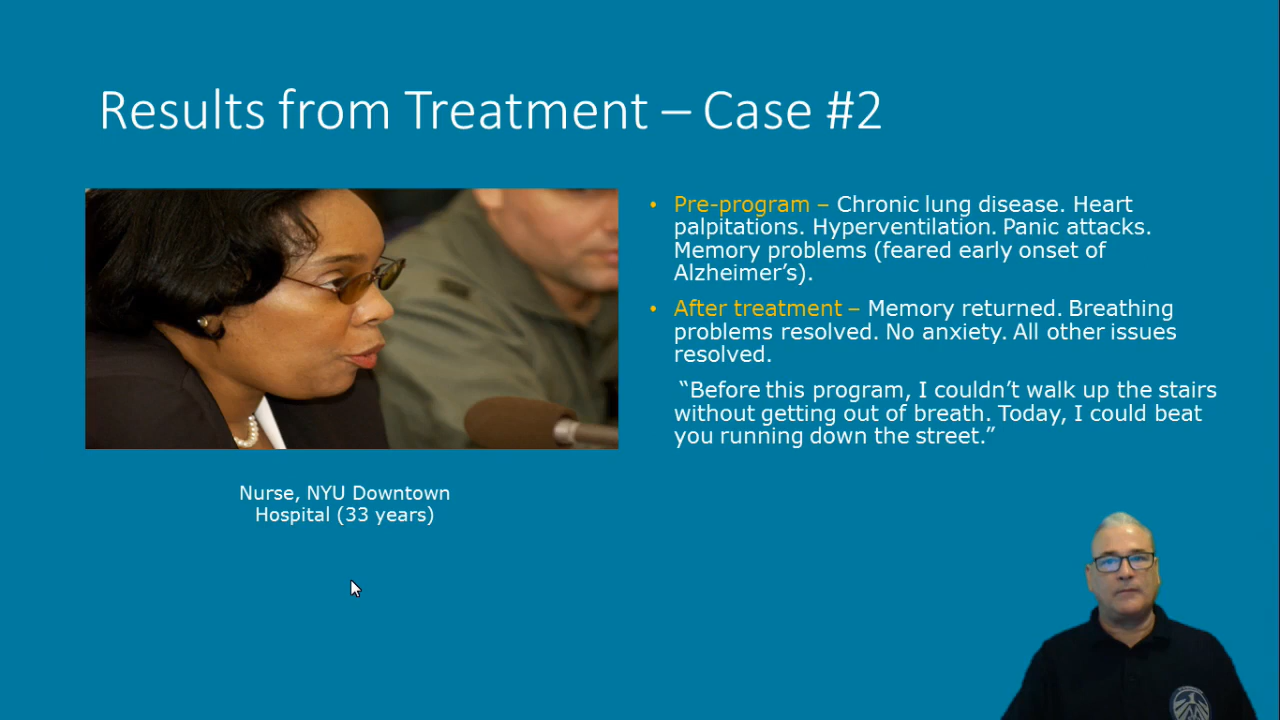 Results from Treatment – Case #2
• Pre-program – Chronic lung disease. Heart
palpitations. Hyperventilation. Panic attacks.
Memory problems (feared early onset of
Alzheimer’s).
• After treatment – Memory returned. Breathing
problems resolved. No anxiety. All other issues
resolved.
“Before this program, I couldn’t walk up the stairs
without getting out of breath. Today, I could beat
you running down the street.”
Nurse, NYU Downtown
Hospital (33 years)